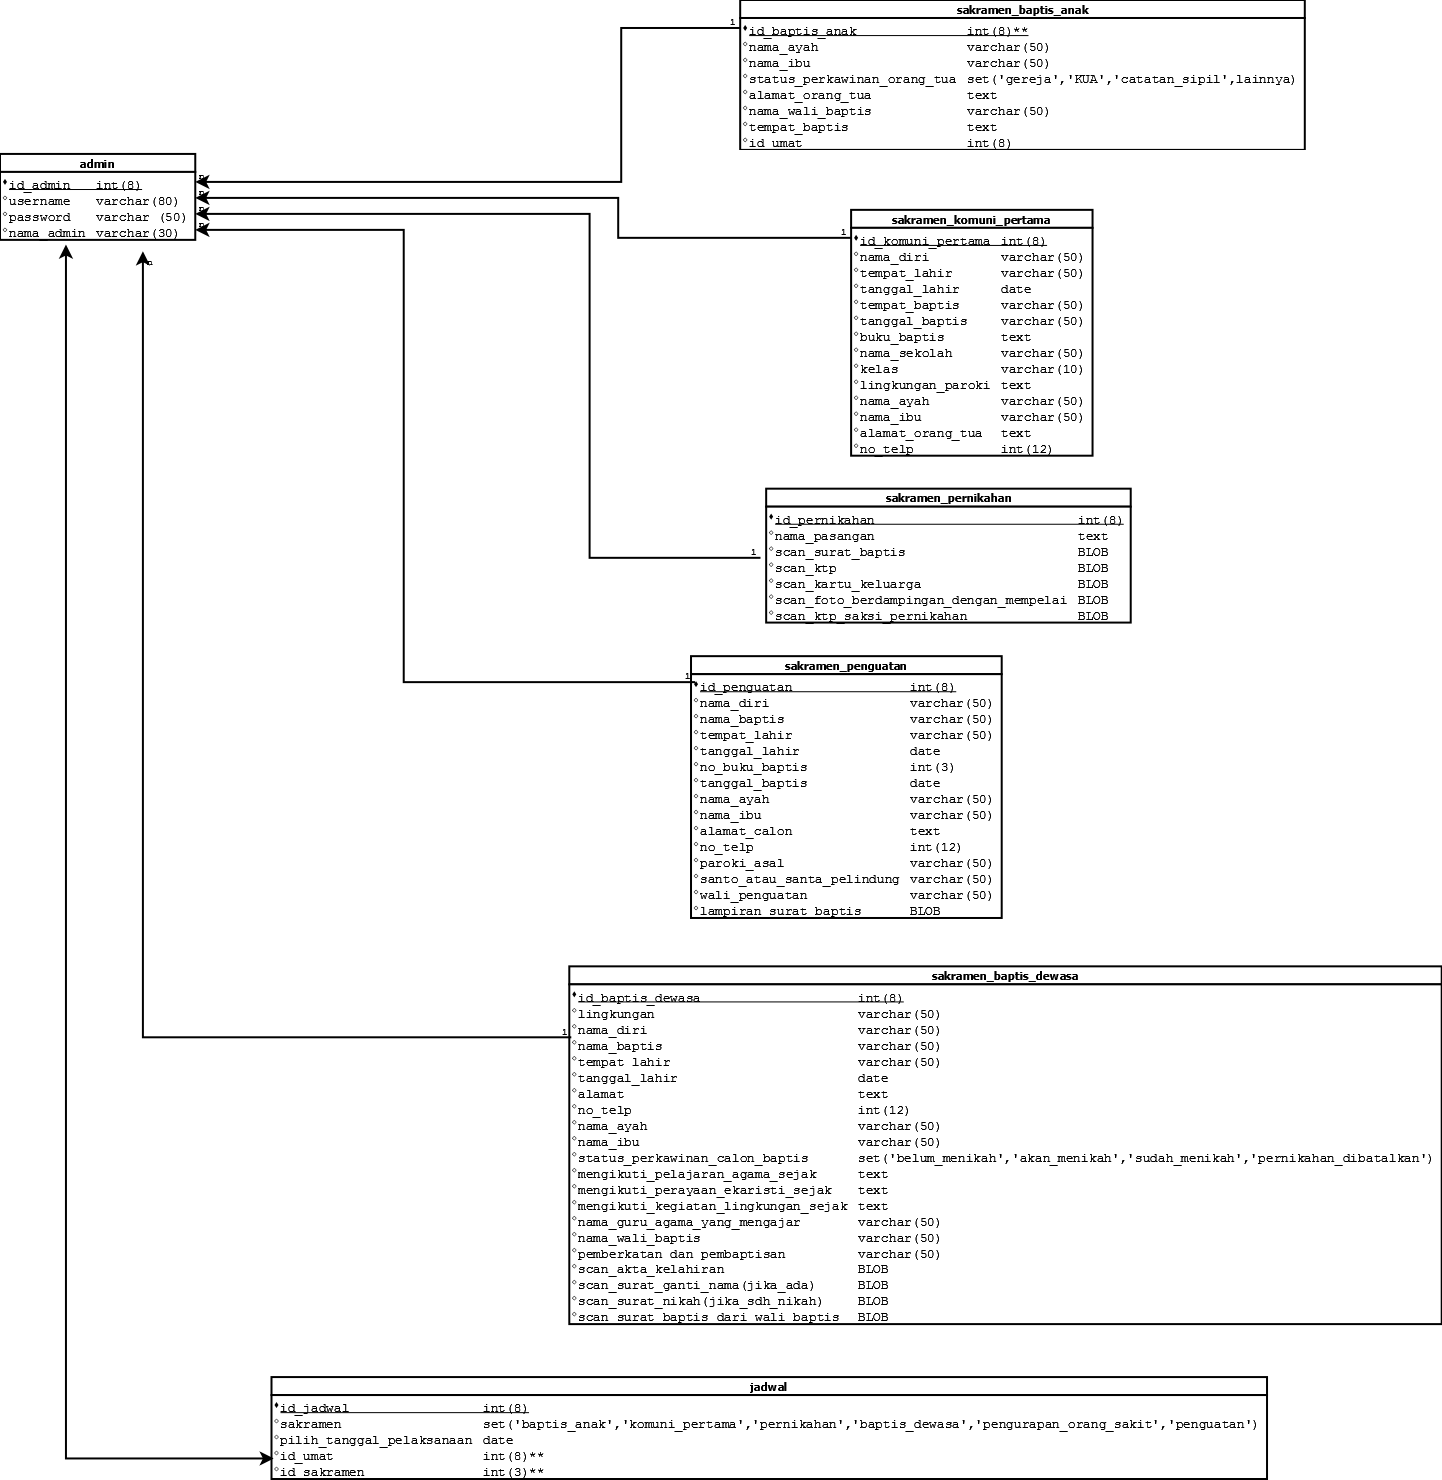 sakramen_baptis_anak
1
id_baptis_anak int(8)**
nama_ayah varchar(50)
nama_ibu varchar(50)
status_perkawinan_orang_tua set('gereja','KUA','catatan_sipil',lainnya)
alamat_orang_tua text
nama_wali_baptis varchar(50)
tempat_baptis text
id_umat int(8)
admin
id_admin int(8)
username varchar(80)
password varchar (50)
nama_admin varchar(30)
n
n
n
n
n
sakramen_komuni_pertama
1
id_komuni_pertama int(8)
nama_diri varchar(50)
tempat_lahir varchar(50)
tanggal_lahir date
tempat_baptis varchar(50)
tanggal_baptis varchar(50)
buku_baptis text
nama_sekolah varchar(50)
kelas varchar(10)
lingkungan_paroki text
nama_ayah varchar(50)
nama_ibu varchar(50)
alamat_orang_tua text
no_telp int(12)
sakramen_pernikahan
id_pernikahan int(8)
nama_pasangan text
1
scan_surat_baptis BLOB
scan_ktp BLOB
scan_kartu_keluarga BLOB
scan_foto_berdampingan_dengan_mempelai BLOB
scan_ktp_saksi_pernikahan BLOB
sakramen_penguatan
1
id_penguatan int(8)
nama_diri varchar(50)
nama_baptis varchar(50)
tempat_lahir varchar(50)
tanggal_lahir date
no_buku_baptis int(3)
tanggal_baptis date
nama_ayah varchar(50)
nama_ibu varchar(50)
alamat_calon text
no_telp int(12)
paroki_asal varchar(50)
santo_atau_santa_pelindung varchar(50)
wali_penguatan varchar(50)
lampiran_surat_baptis BLOB
sakramen_baptis_dewasa
id_baptis_dewasa int(8)
lingkungan varchar(50)
nama_diri varchar(50)
1
nama_baptis varchar(50)
tempat_lahir varchar(50)
tanggal_lahir date
alamat text
no_telp int(12)
nama_ayah varchar(50)
nama_ibu varchar(50)
status_perkawinan_calon_baptis set('belum_menikah','akan_menikah','sudah_menikah','pernikahan_dibatalkan')
mengikuti_pelajaran_agama_sejak text
mengikuti_perayaan_ekaristi_sejak text
mengikuti_kegiatan_lingkungan_sejak text
nama_guru_agama_yang_mengajar varchar(50)
nama_wali_baptis varchar(50)
pemberkatan dan pembaptisan varchar(50)
scan_akta_kelahiran BLOB
scan_surat_ganti_nama(jika_ada) BLOB
scan_surat_nikah(jika_sdh_nikah) BLOB
scan_surat_baptis_dari_wali_baptis BLOB
jadwal
id_jadwal int(8)
sakramen set('baptis_anak','komuni_pertama','pernikahan','baptis_dewasa','pengurapan_orang_sakit','penguatan')
pilih_tanggal_pelaksanaan date
id_umat int(8)**
id_sakramen int(3)**